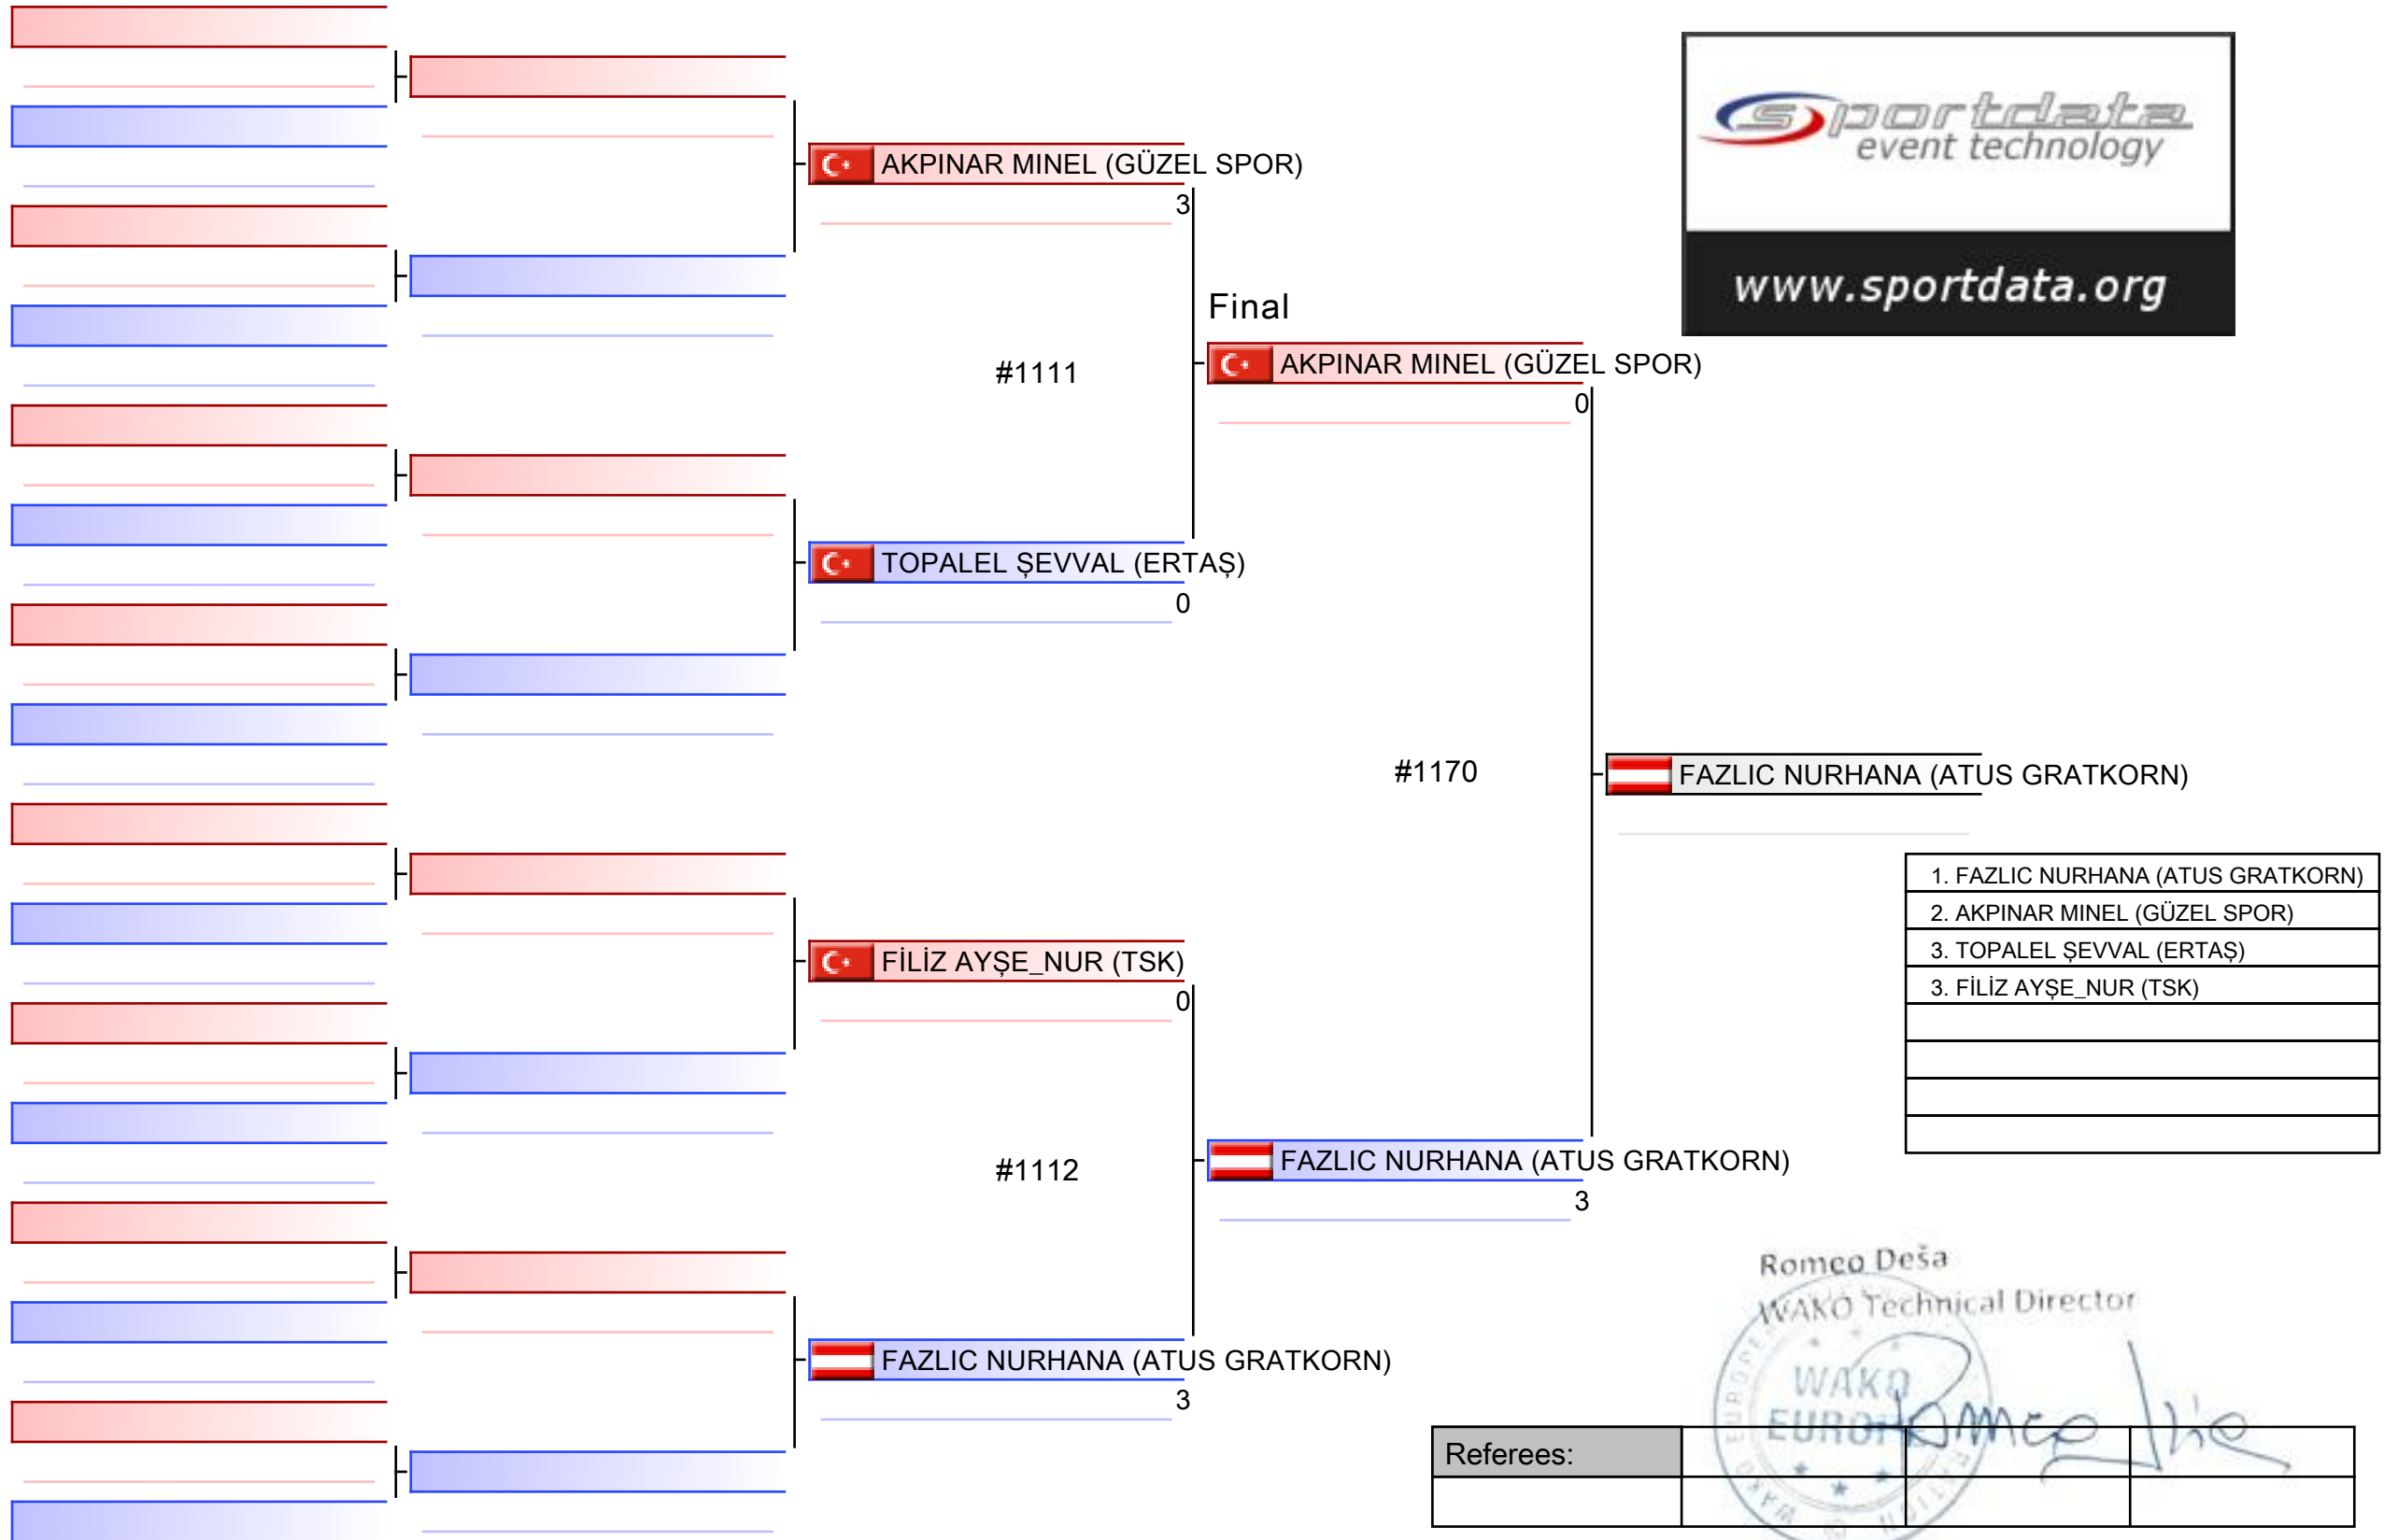 sportdata
event technology
www.sportdata.org
AKPINAR MINEL (GÜZEL SPOR)
3
Final
#1111
AKPINAR MINEL (GÜZEL SPOR)
0
TOPALEL ŞEVVAL (ERTAŞ)
0
#1170
FAZLIC NURHANA (ATUS GRATKORN)
1. FAZLIC NURHANA (ATUS GRATKORN)
2. AKPINAR MINEL (GÜZEL SPOR)
3. TOPALEL ŞEVVAL (ERTAŞ)
3. FİLİZ AYŞE_NUR (TSK)
FİLİZ AYŞE_NUR (TSK)
0
#1112
FAZLIC NURHANA (ATUS GRATKORN)
3
FAZLIC NURHANA (ATUS GRATKORN)
3
Romeo Deša
WAKO Technical Director
WAKO
EUROPE
Referees: